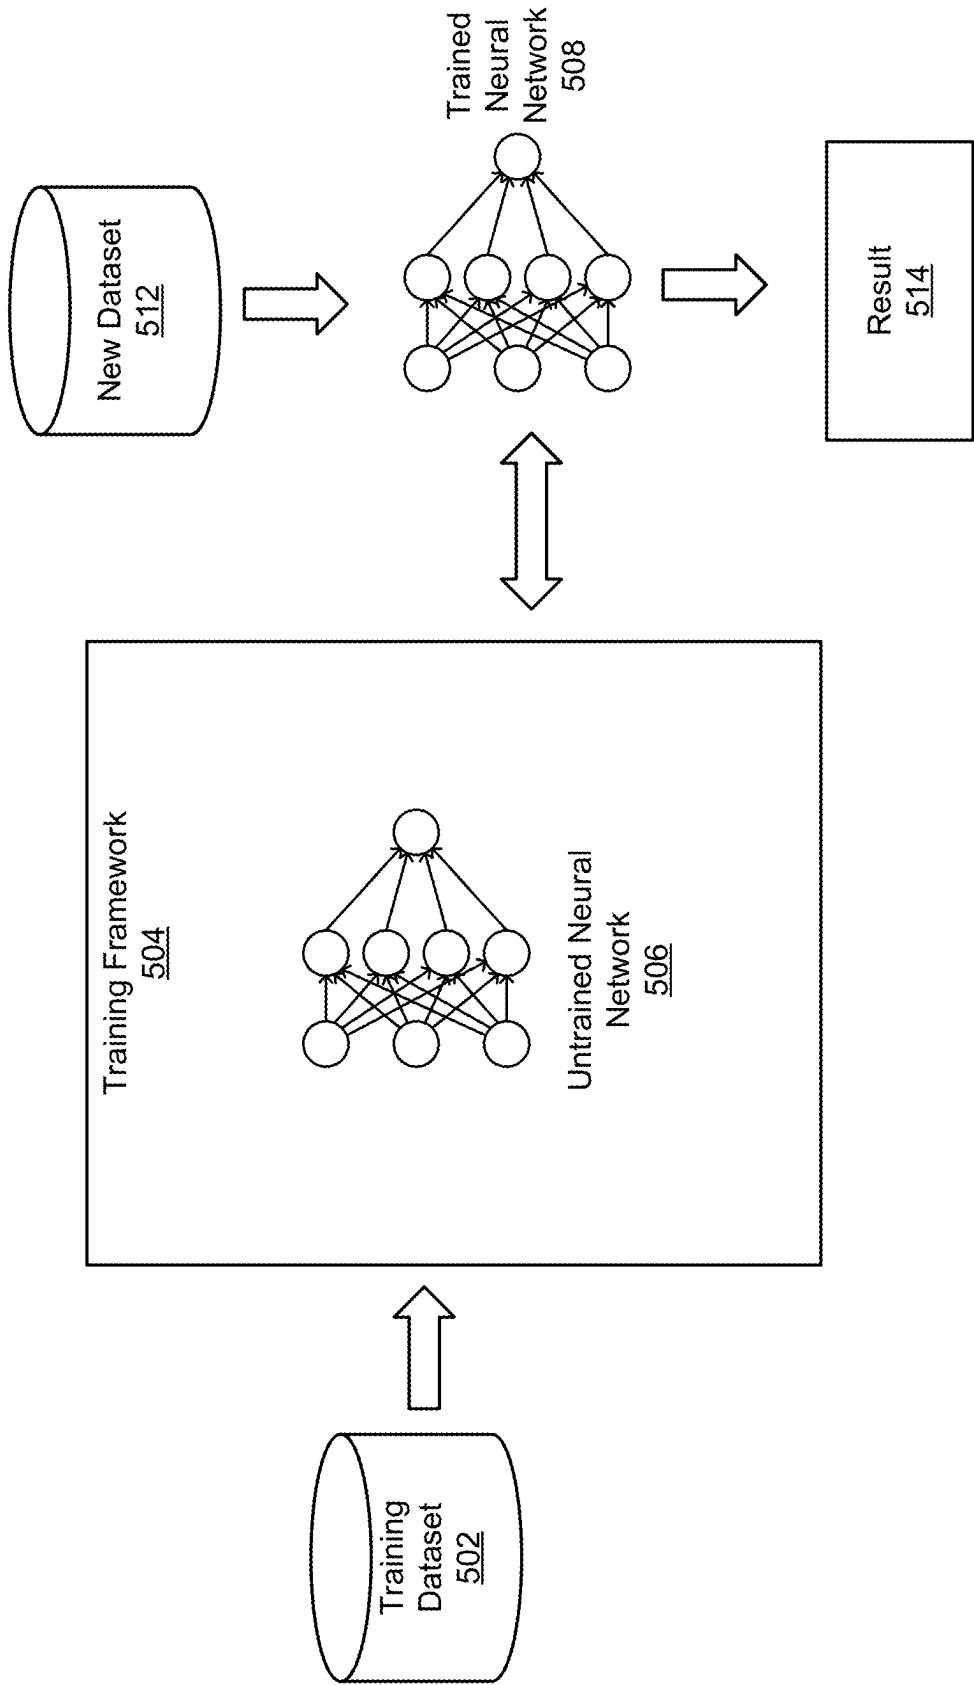 Training
Dataset
502
Training Framework
504
Untrained Neural
Network
506
New Dataset
512
Trained
Neural
Network
508
Result
514